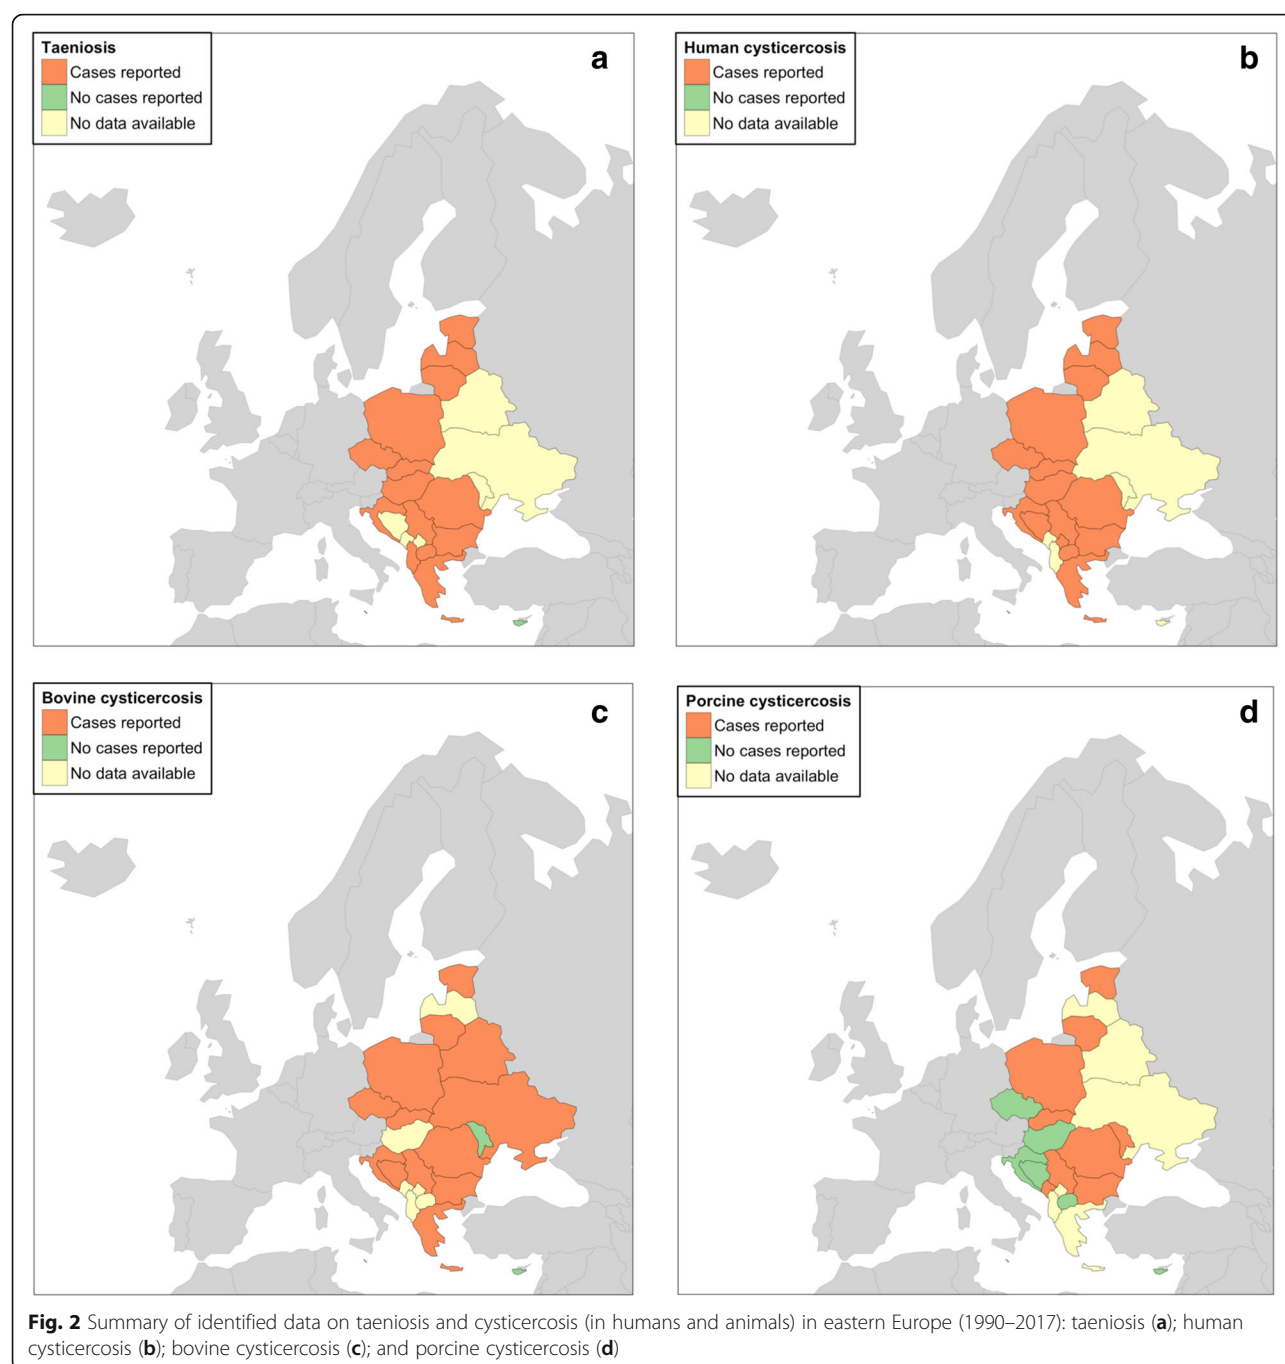 Taeniosis
Cases reported
No cases reported
No data available
a
Human cysticercosis
Cases reported
No cases reported
No data available
b
Bovine cysticercosis
Cases reported
No cases reported
No data available
c
Porcine cysticercosis
Cases reported
No cases reported
No data available
d
Fig. 2 Summary of identified data on taeniosis and cysticercosis (in humans and animals) in eastern Europe (1990–2017): taeniosis (a); human
cysticercosis (b); bovine cysticercosis (c); and porcine cysticercosis (d)